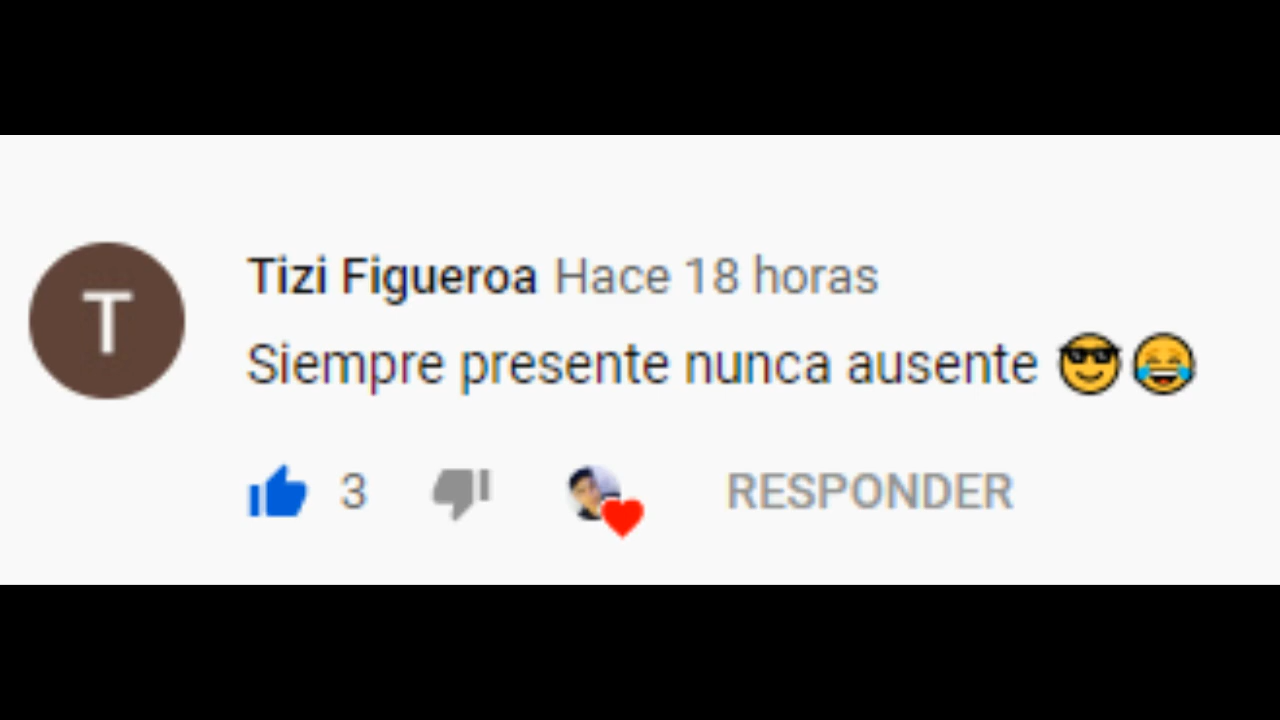 T
Tizi Figueroa Hace 18 horas
Siempre presente nunca ausente 😎😂
3 RESPONDER